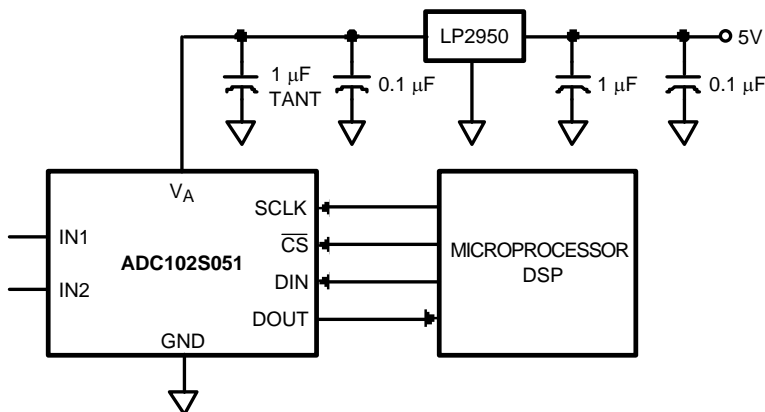 LP2950
5V
1 μF
TANT
0.1 μF
1 μF
0.1 μF
VA
IN1
IN2
ADC102S051
SCLK
CS
DIN
DOUT
GND
MICROPROCESSOR
DSP